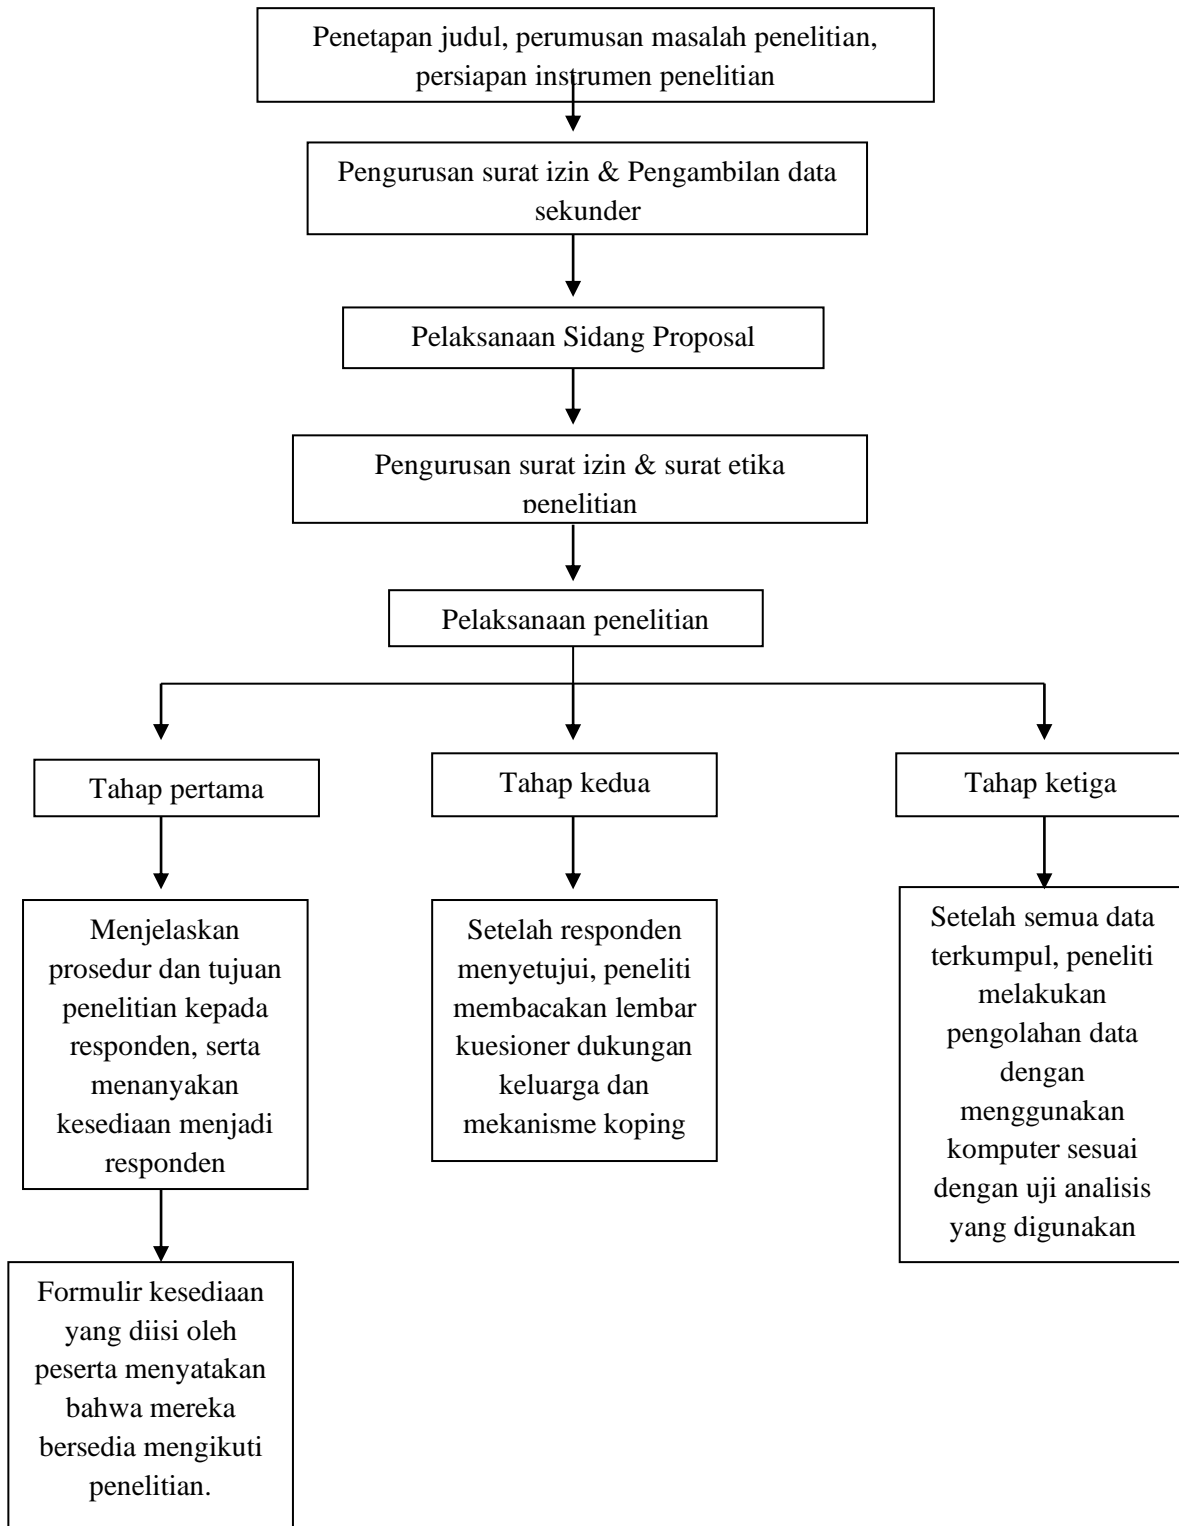 Penetapan judul, perumusan masalah penelitian,
persiapan instrumen penelitian
Pengurusan surat izin & Pengambilan data
sekunder
Pelaksanaan Sidang Proposal
Pengurusan surat izin & surat etika
penelitian
Pelaksanaan penelitian
Tahap pertama
Tahap kedua
Tahap ketiga
Menjelaskan
prosedur dan tujuan
penelitian kepada
responden, serta
menanyakan
kesediaan menjadi
responden
Setelah responden
menyetujui, peneliti
membacakan lembar
kuesioner dukungan
keluarga dan
mekanisme koping
Setelah semua data
terkumpul, peneliti
melakukan
pengolahan data
dengan
menggunakan
komputer sesuai
dengan uji analisis
yang digunakan
Formulir kesediaan
yang diisi oleh
peserta menyatakan
bahwa mereka
bersedia mengikuti
penelitian.